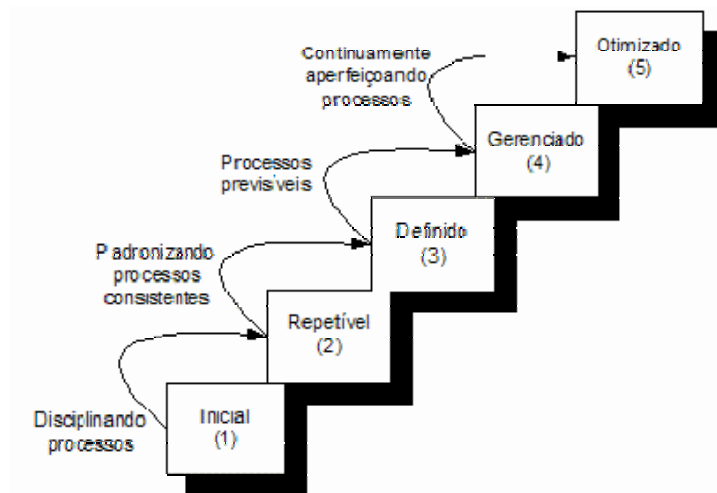 Continuamente
aperfeiçoando
processos
Otimizado
(5)
Gerenciado
(4)
Processos
previsíveis
Definido
(3)
Padronizando
processos
consistentes
Repetível
(2)
Disciplinando
processos
Inicial
(1)